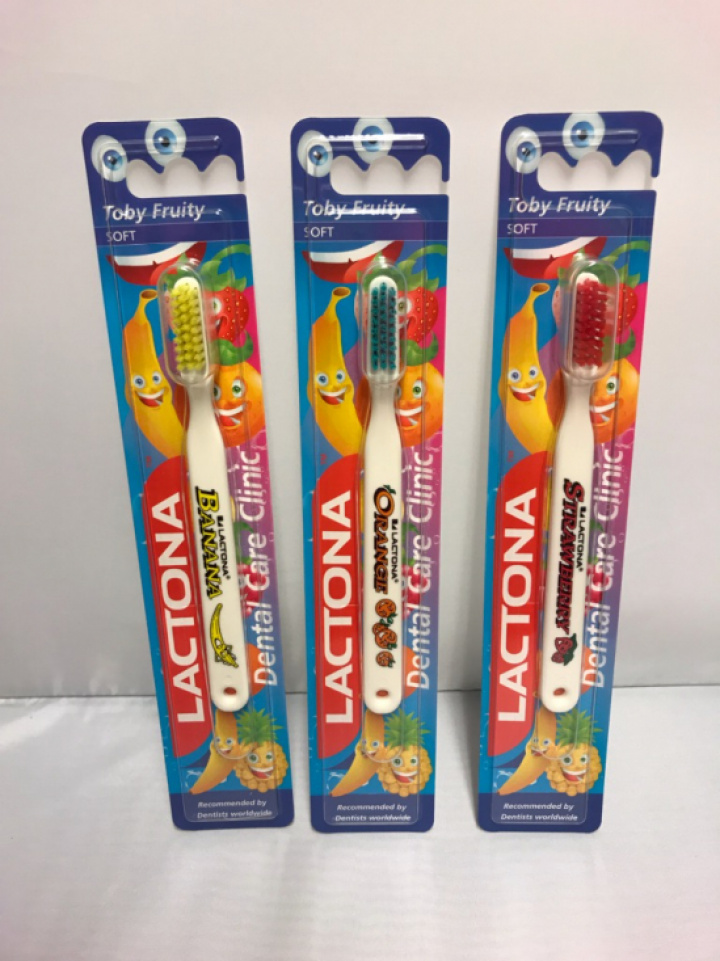 Toby Fruity
SOFT
LACTONA
BANANA
LACTONA®
Dental Care Clinic
Recommended by
Dentists worldwide
Toby Fruity
SOFT
LACTONA
ORANGE
LACTONA®
Dental Care Clinic
Recommended by
Dentists worldwide
Toby Fruity
SOFT
LACTONA
STRAWBERRY
LACTONA®
Dental Care Clinic
Recommended by
Dentists worldwide